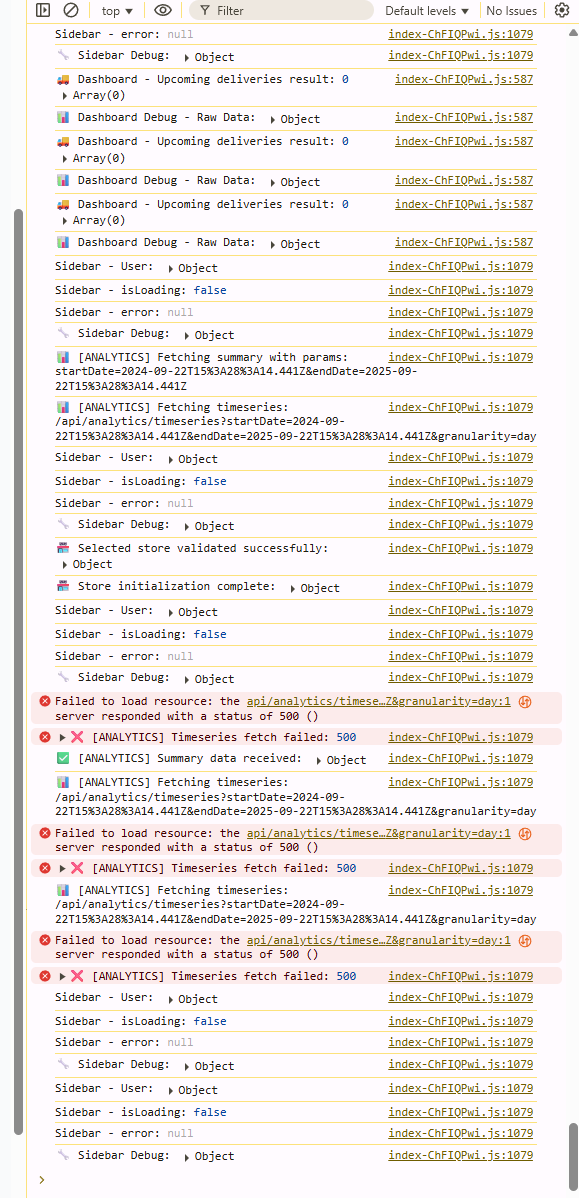 top Filter Default levels No Issues
Sidebar - error: null index-ChFIQPwi.js:1079
Sidebar Debug: Object index-ChFIQPwi.js:1079
Dashboard - Upcoming deliveries result: 0 index-ChFIQPwi.js:587
Array(0)
Dashboard Debug - Raw Data: Object index-ChFIQPwi.js:587
Dashboard - Upcoming deliveries result: 0 index-ChFIQPwi.js:587
Array(0)
Dashboard Debug - Raw Data: Object index-ChFIQPwi.js:587
Dashboard - Upcoming deliveries result: 0 index-ChFIQPwi.js:587
Array(0)
Dashboard Debug - Raw Data: Object index-ChFIQPwi.js:587
Sidebar - User: Object index-ChFIQPwi.js:1079
Sidebar - isLoading: false index-ChFIQPwi.js:1079
Sidebar - error: null index-ChFIQPwi.js:1079
Sidebar Debug: Object index-ChFIQPwi.js:1079
[ANALYTICS] Fetching summary with params: index-ChFIQPwi.js:1079
startDate=2024-09-22T15%3A28%3A14.441Z&endDate=2025-09-
22T15%3A28%3A14.441Z
[ANALYTICS] Fetching timeseries: index-ChFIQPwi.js:1079
/api/analytics/timeseries?startDate=2024-09-
22T15%3A28%3A14.441Z&endDate=2025-09-22T15%3A28%3A14.441Z&granularity=day
Sidebar - User: Object index-ChFIQPwi.js:1079
Sidebar - isLoading: false index-ChFIQPwi.js:1079
Sidebar - error: null index-ChFIQPwi.js:1079
Sidebar Debug: Object index-ChFIQPwi.js:1079
Selected store validated successfully: index-ChFIQPwi.js:1079
Object
Store initialization complete: Object index-ChFIQPwi.js:1079
Sidebar - User: Object index-ChFIQPwi.js:1079
Sidebar - isLoading: false index-ChFIQPwi.js:1079
Sidebar - error: null index-ChFIQPwi.js:1079
Sidebar Debug: Object index-ChFIQPwi.js:1079
Failed to load resource: the api/analytics/timese…Z&granularity=day:1
server responded with a status of 500 ()
[ANALYTICS] Timeseries fetch failed: 500 index-ChFIQPwi.js:1079
[ANALYTICS] Summary data received: Object index-ChFIQPwi.js:1079
[ANALYTICS] Fetching timeseries: index-ChFIQPwi.js:1079
/api/analytics/timeseries?startDate=2024-09-
22T15%3A28%3A14.441Z&endDate=2025-09-22T15%3A28%3A14.441Z&granularity=day
Failed to load resource: the api/analytics/timese…Z&granularity=day:1
server responded with a status of 500 ()
[ANALYTICS] Timeseries fetch failed: 500 index-ChFIQPwi.js:1079
[ANALYTICS] Fetching timeseries: index-ChFIQPwi.js:1079
/api/analytics/timeseries?startDate=2024-09-
22T15%3A28%3A14.441Z&endDate=2025-09-22T15%3A28%3A14.441Z&granularity=day
Failed to load resource: the api/analytics/timese…Z&granularity=day:1
server responded with a status of 500 ()
[ANALYTICS] Timeseries fetch failed: 500 index-ChFIQPwi.js:1079
Sidebar - User: Object index-ChFIQPwi.js:1079
Sidebar - isLoading: false index-ChFIQPwi.js:1079
Sidebar - error: null index-ChFIQPwi.js:1079
Sidebar Debug: Object index-ChFIQPwi.js:1079
Sidebar - User: Object index-ChFIQPwi.js:1079
Sidebar - isLoading: false index-ChFIQPwi.js:1079
Sidebar - error: null index-ChFIQPwi.js:1079
Sidebar Debug: Object index-ChFIQPwi.js:1079